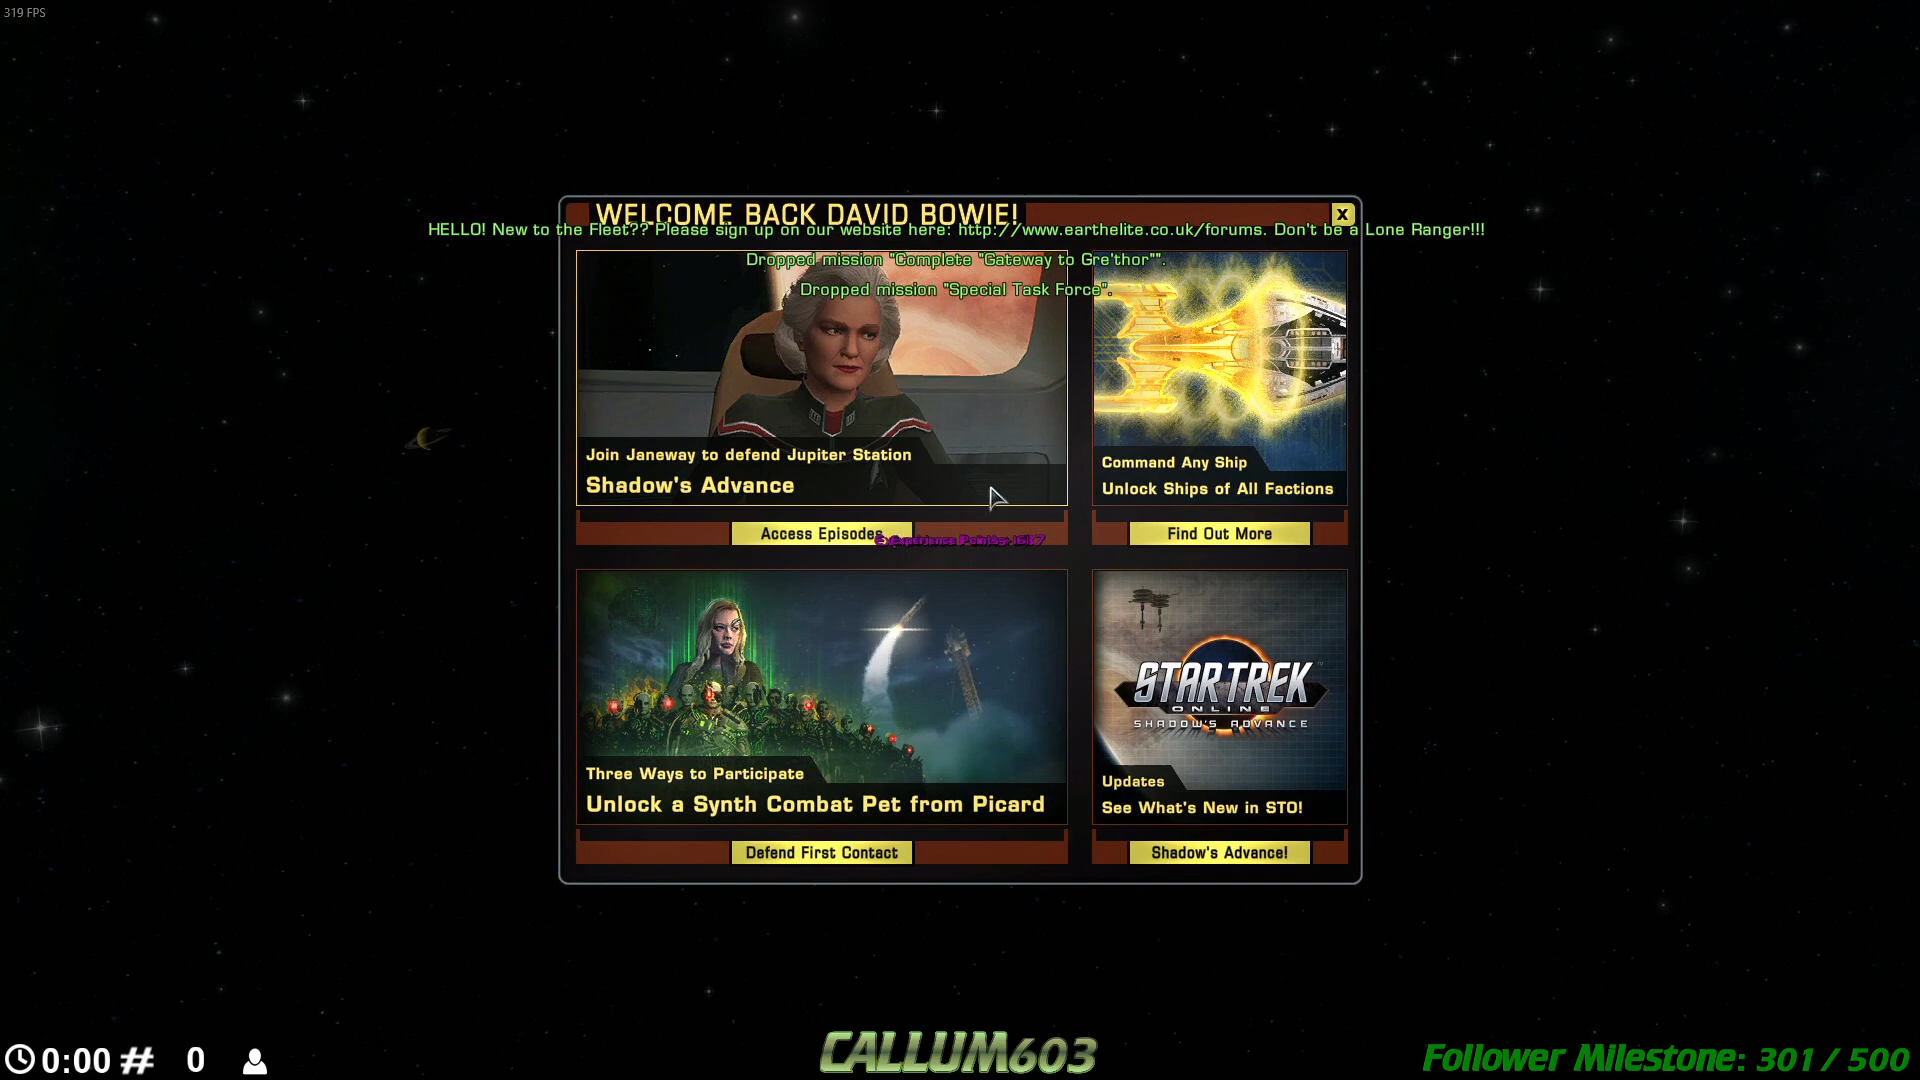 319 FPS
WELCOME BACK DAVID BOWIE!
X
HELLO! New to the Fleet?? Please sign up on our website here: http://www.earthelite.co.uk/forums. Don't be a Lone Ranger!!!
Dropped mission "Complete "Gateway to Gre'thor"".
Dropped mission "Special Task Force".
Join Janeway to defend Jupiter Station
Shadow's Advance
Command Any Ship
Unlock Ships of All Factions
Access Episodes
Find Out More
Three Ways to Participate
Unlock a Synth Combat Pet from Picard
STAR TREK
ONLINE
SHADOW'S ADVANCE
Updates
See What's New in STO!
Defend First Contact
Shadow's Advance!
0:00 # 0
CALLUM603
Follower Milestone: 301 / 500